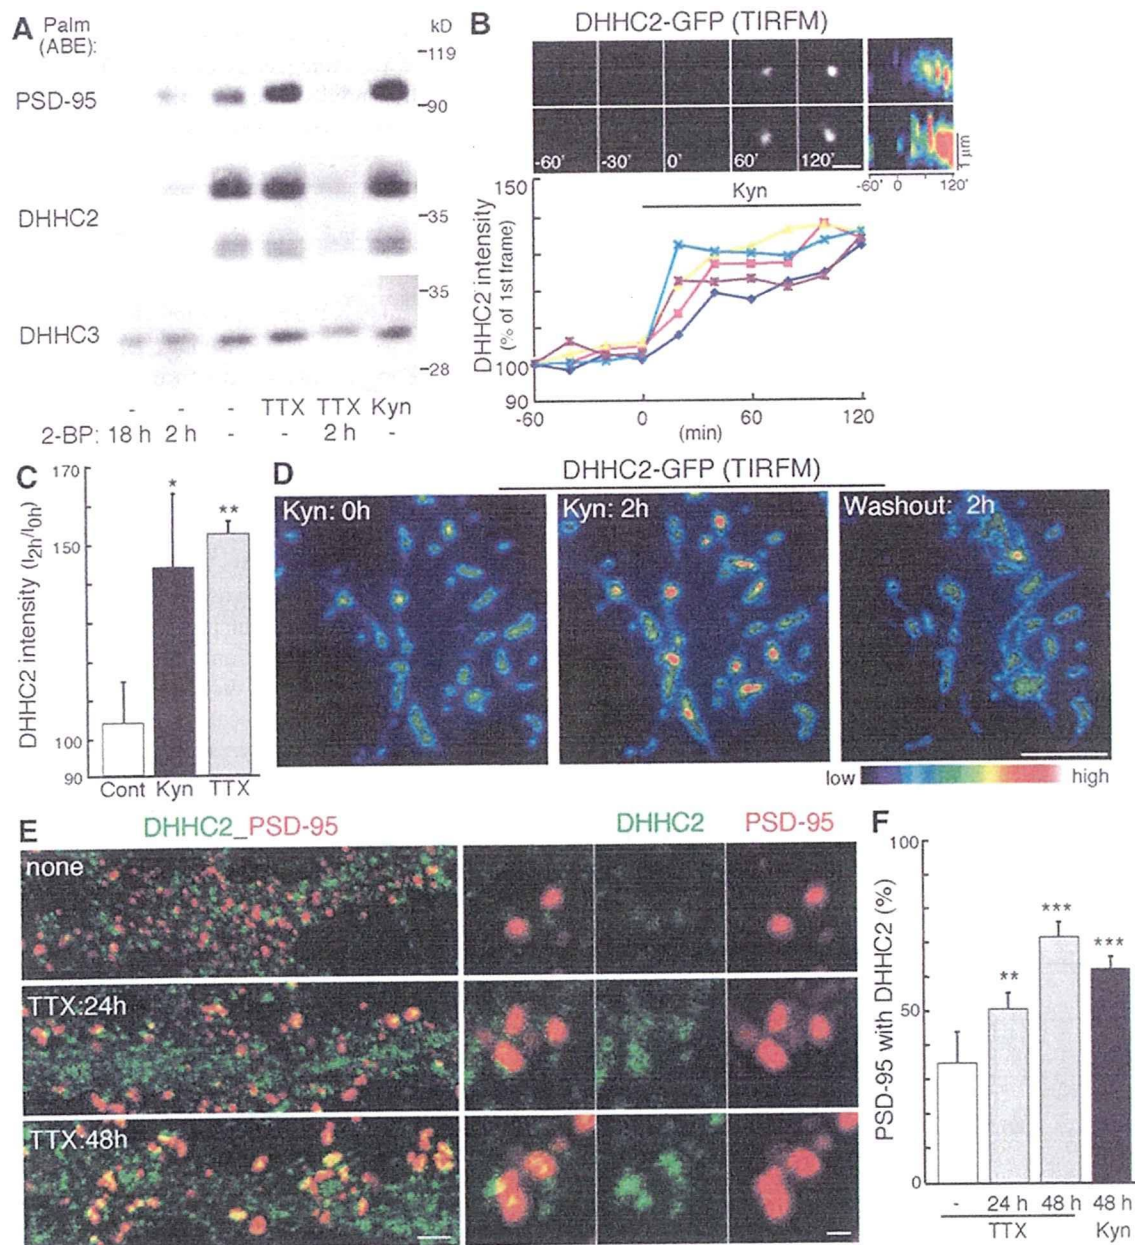 A
Palm
(ABE):
kD
-119
PSD-95
-90
DHHC2
-35
-35
DHHC3
-28
- - - TTX TTX Kyn
2-BP: 18 h 2 h - - 2 h -
B
DHHC2-GFP (TIRFM)
-60' -30' 0' 60' 120'
1 µm
-60' 0 120'
Kyn
DHHC2 intensity
(% of 1st frame)
150
100
90
-60 0 60 120
(min)
C
DHHC2 intensity (I2h/I0h)
170
150
100
90
*
**
Cont Kyn TTX
D
DHHC2-GFP (TIRFM)
Kyn: 0h
Kyn: 2h
Washout: 2h
low high
E
DHHC2_PSD-95
DHHC2
PSD-95
none
TTX:24h
TTX:48h
F
PSD-95 with DHHC2 (%)
100
50
0
**
***
***
- 24 h 48 h 48 h
TTX Kyn